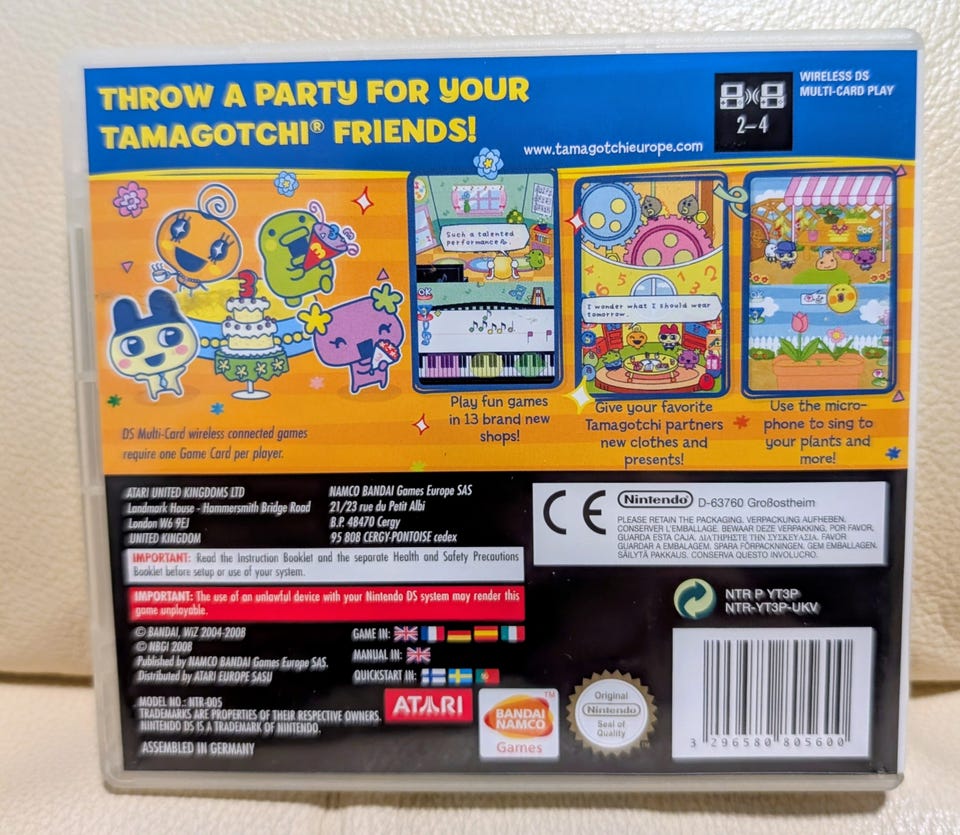 THROW A PARTY FOR YOUR
TAMAGOTCHI® FRIENDS!
www.tamagotchieurope.com
2-4
WIRELESS DS
MULTI-CARD PLAY
3
Such a talented
performance
OK
I wonder what I should wear
tomorrow.
Play fun games
in 13 brand new
shops!
Give your favorite
Tamagotchi partners
new clothes and
presents!
Use the micro-
phone to sing to
your plants and
more!
DS Multi-Card wireless connected games
require one Game Card per player.
ATARI UNITED KINGDOMS LTD
Landmark House - Hammersmith Bridge Road
London W6 9EJ
UNITED KINGDOM
NAMCO BANDAI Games Europe SAS
21/23 rue du Petit Albi
B.P. 48470 Cergy
95 808 CERGY-PONTOISE cedex
IMPORTANT: Read the Instruction Booklet and the separate Health and Safety Precautions
Booklet before setup or use of your system.
IMPORTANT: The use of an unlawful device with your Nintendo DS system may render this
game unplayable.
CE
Nintendo D-63760 Großostheim
PLEASE RETAIN THE PACKAGING. VERPACKUNG AUFHEBEN.
CONSERVER L'EMBALLAGE. BEWAAR DEZE VERPAKKING. POR FAVOR,
GUARDA ESTA CAJA. ΔΙΑΤΗΡΗΣΤΕ ΤΗΝ ΣΥΣΚΕΥΑΣΙΑ. FAVOR
GUARDAR A EMBALAGEM. SPARA FÖRPACKNINGEN. GEM EMBALLAGEN.
SÄILYTÄ PAKKAUS. CONSERVA QUESTO INVOLUCRO.
NTR P YT3P
NTR-YT3P-UKV
© BANDAI, WiZ 2004-2008
© NBGI 2008
Published by NAMCO BANDAI Games Europe SAS.
Distributed by ATARI EUROPE SASU
GAME IN:
MANUAL IN:
QUICKSTART IN:
MODEL NO.: NTR-005
TRADEMARKS ARE PROPERTIES OF THEIR RESPECTIVE OWNERS.
NINTENDO DS IS A TRADEMARK OF NINTENDO.
ASSEMBLED IN GERMANY
ATARI
BANDAI
NAMCO
Games
TM
Original
Nintendo
Seal of
Quality
TM
3 296580 805600